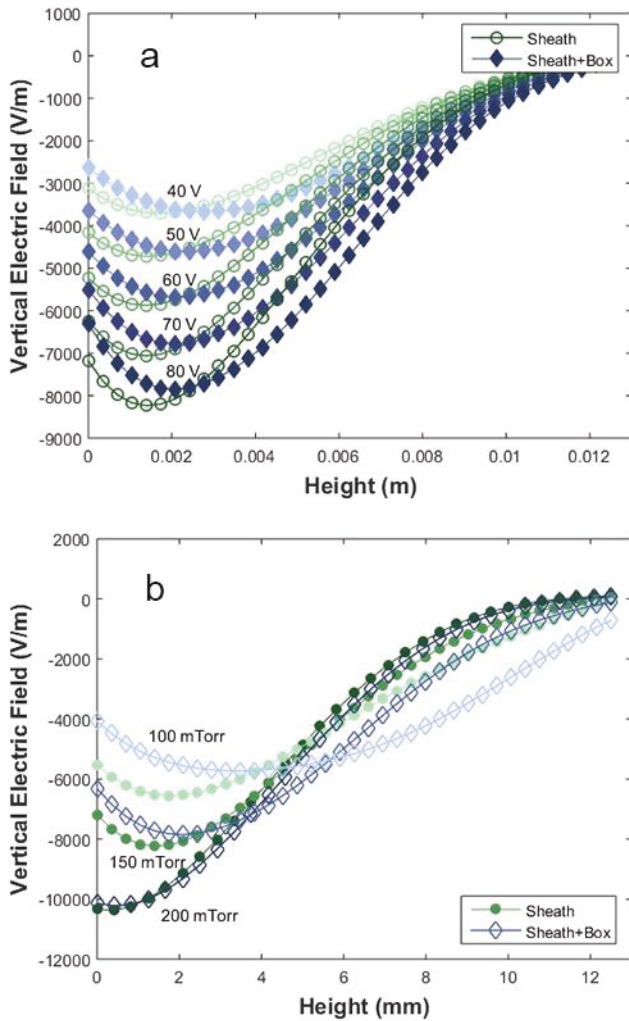 a
Sheath
Sheath+Box
1000
0
-1000
-2000
-3000
-4000
-5000
-6000
-7000
-8000
-9000
Vertical Electric Field (V/m)
40 V
50 V
60 V
70 V
80 V
0
0.002
0.004
0.006
0.008
0.01
0.012
Height (m)
b
2000
0
-2000
-4000
-6000
-8000
-10000
-12000
Vertical Electric Field (V/m)
100 mTorr
150 mTorr
200 mTorr
Sheath
Sheath+Box
0
2
4
6
8
10
12
Height (mm)